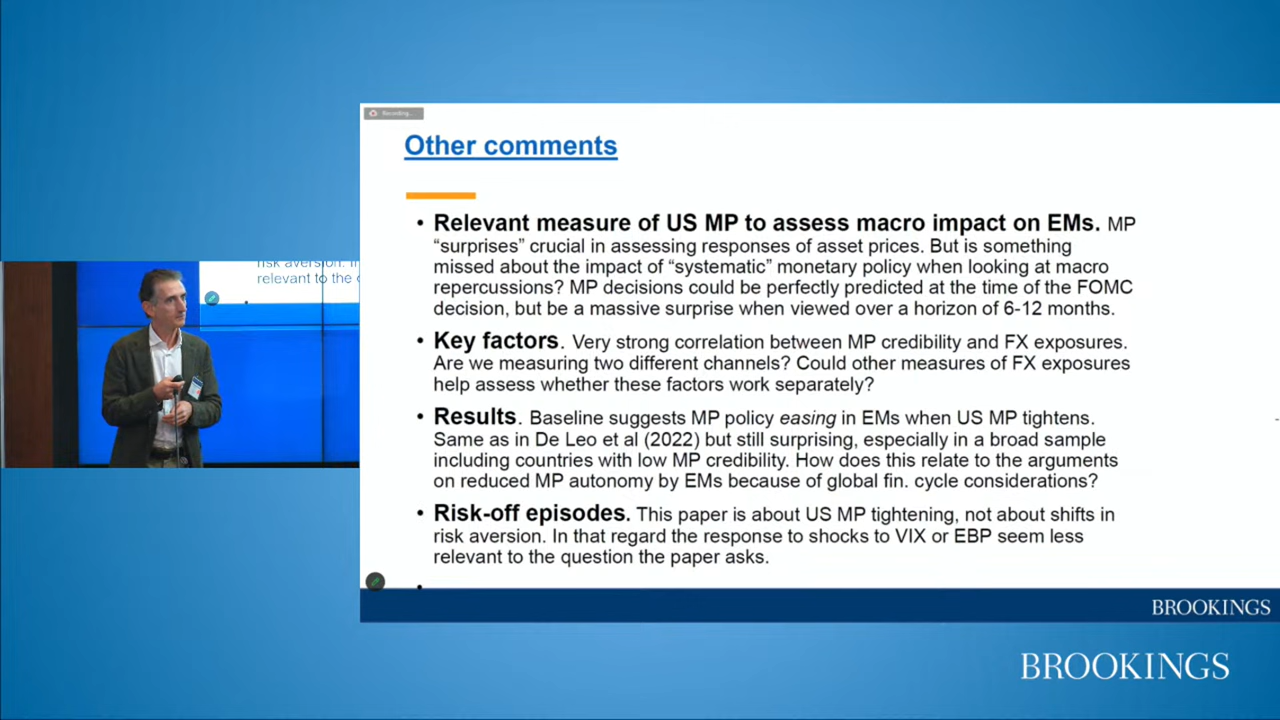 Recording...
Other comments
• Relevant measure of US MP to assess macro impact on EMs. MP
“surprises” crucial in assessing responses of asset prices. But is something
missed about the impact of “systematic” monetary policy when looking at macro
repercussions? MP decisions could be perfectly predicted at the time of the FOMC
decision, but be a massive surprise when viewed over a horizon of 6-12 months.
• Key factors. Very strong correlation between MP credibility and FX exposures.
Are we measuring two different channels? Could other measures of FX exposures
help assess whether these factors work separately?
• Results. Baseline suggests MP policy easing in EMs when US MP tightens.
Same as in De Leo et al (2022) but still surprising, especially in a broad sample
including countries with low MP credibility. How does this relate to the arguments
on reduced MP autonomy by EMs because of global fin. cycle considerations?
• Risk-off episodes. This paper is about US MP tightening, not about shifts in
risk aversion. In that regard the response to shocks to VIX or EBP seem less
relevant to the question the paper asks.
•
BROOKINGS
risk aversion. I
relevant to the
BROOKINGS